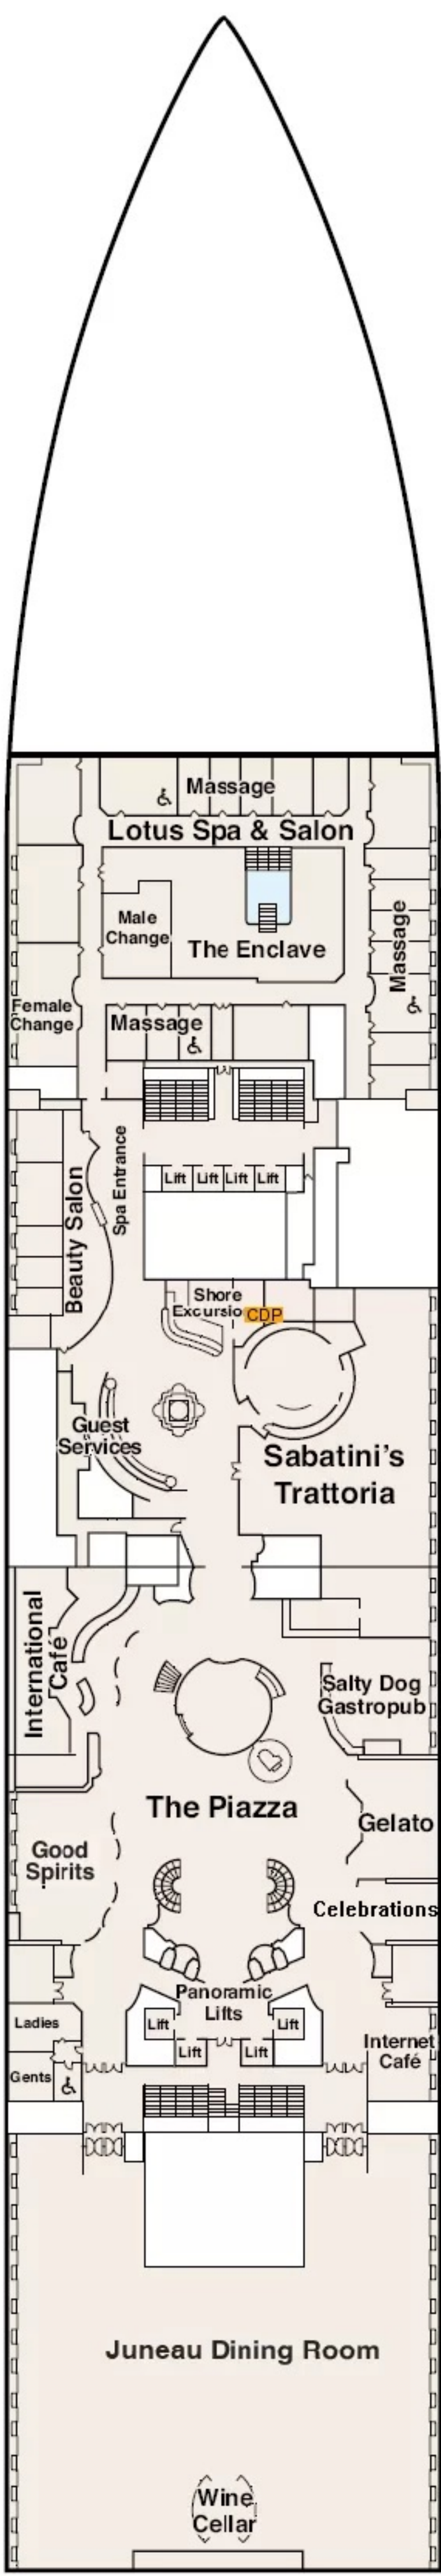 Massage
Lotus Spa & Salon
Male
Change
The Enclave
Massage
Female
Change
Massage
Spa Entrance
Beauty Salon
Lift
Lift
Lift
Lift
Shore
Excursio
CDP
Guest
Services
Sabatini's
Trattoria
International
Café
Salty Dog
Gastropub
The Piazza
Gelato
Good
Spirits
Celebrations
Panoramic
Lifts
Lift
Lift
Ladies
Lift
Lift
Internet
Café
Gents
Juneau Dining Room
Wine
Cellar